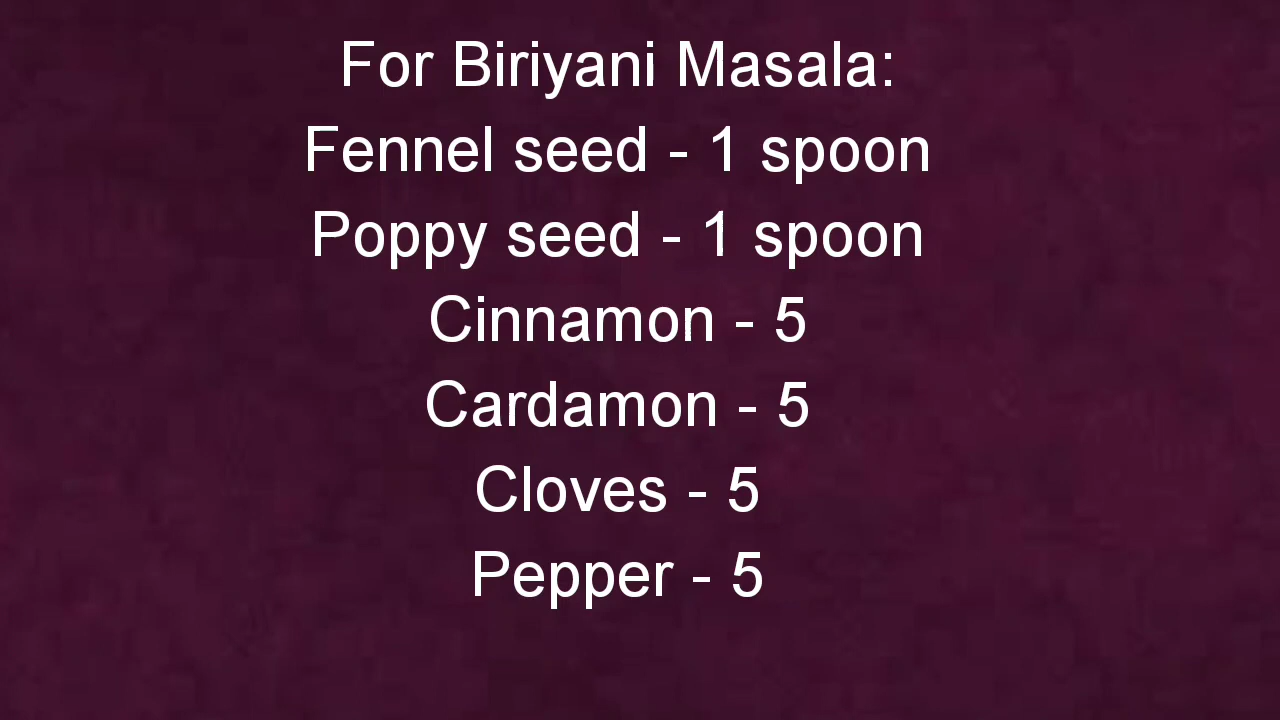 For Biriyani Masala:
Fennel seed - 1 spoon
Poppy seed - 1 spoon
Cinnamon - 5
Cardamon - 5
Cloves - 5
Pepper - 5